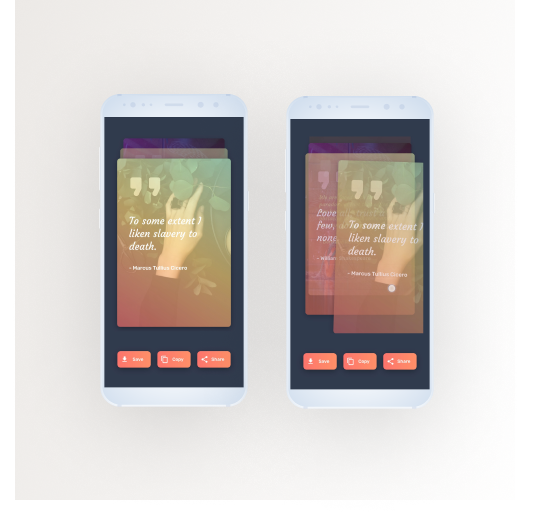 To some extent I
liken slavery to
death.
- Marcus Tullius Cicero
Save
Copy
Share
Love
few,
none
To some extent I
liken slavery to
death.
- Marcus Tullius Cicero
Save
Copy
Share